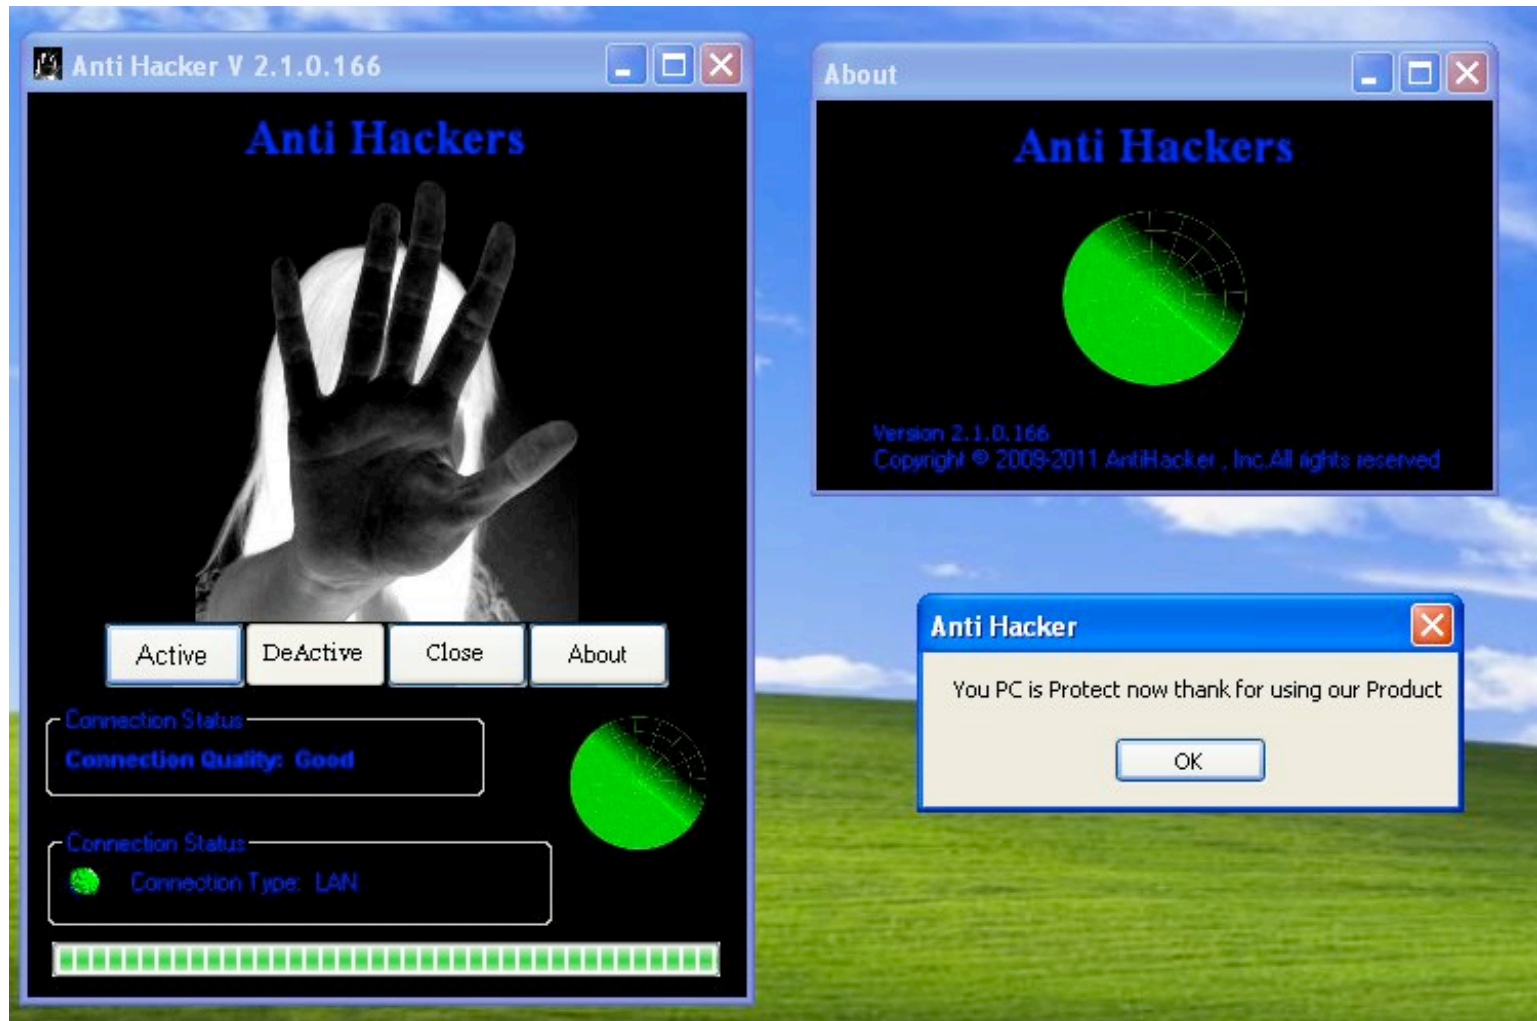 Anti Hacker V 2.1.0.166
Anti Hackers
Active
DeActive
Close
About
Connection Status
Connection Quality: Good
Connection Status
Connection Type: LAN
About
Anti Hackers
Version 2.1.0.166
Copyright © 2009-2011 AntiHacker , Inc.All rights reserved
Anti Hacker
You PC is Protect now thank for using our Product
OK